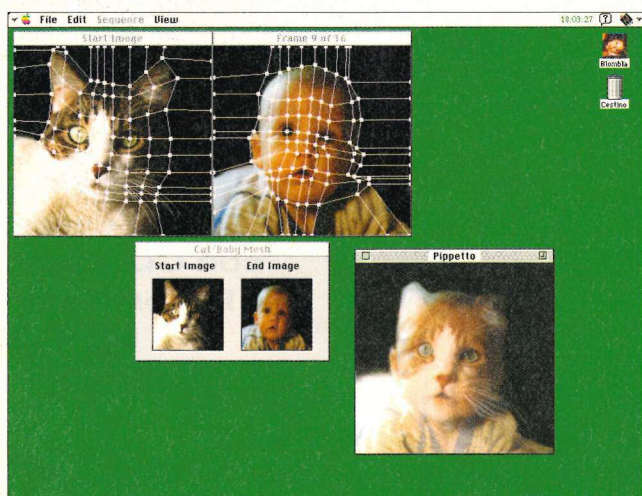 File Edit Sequence View
18:03:27
Start Image
Frame 9 of 16
Blombla
Cestino
Cat/Baby Mesh
Start Image
End Image
Pippetto